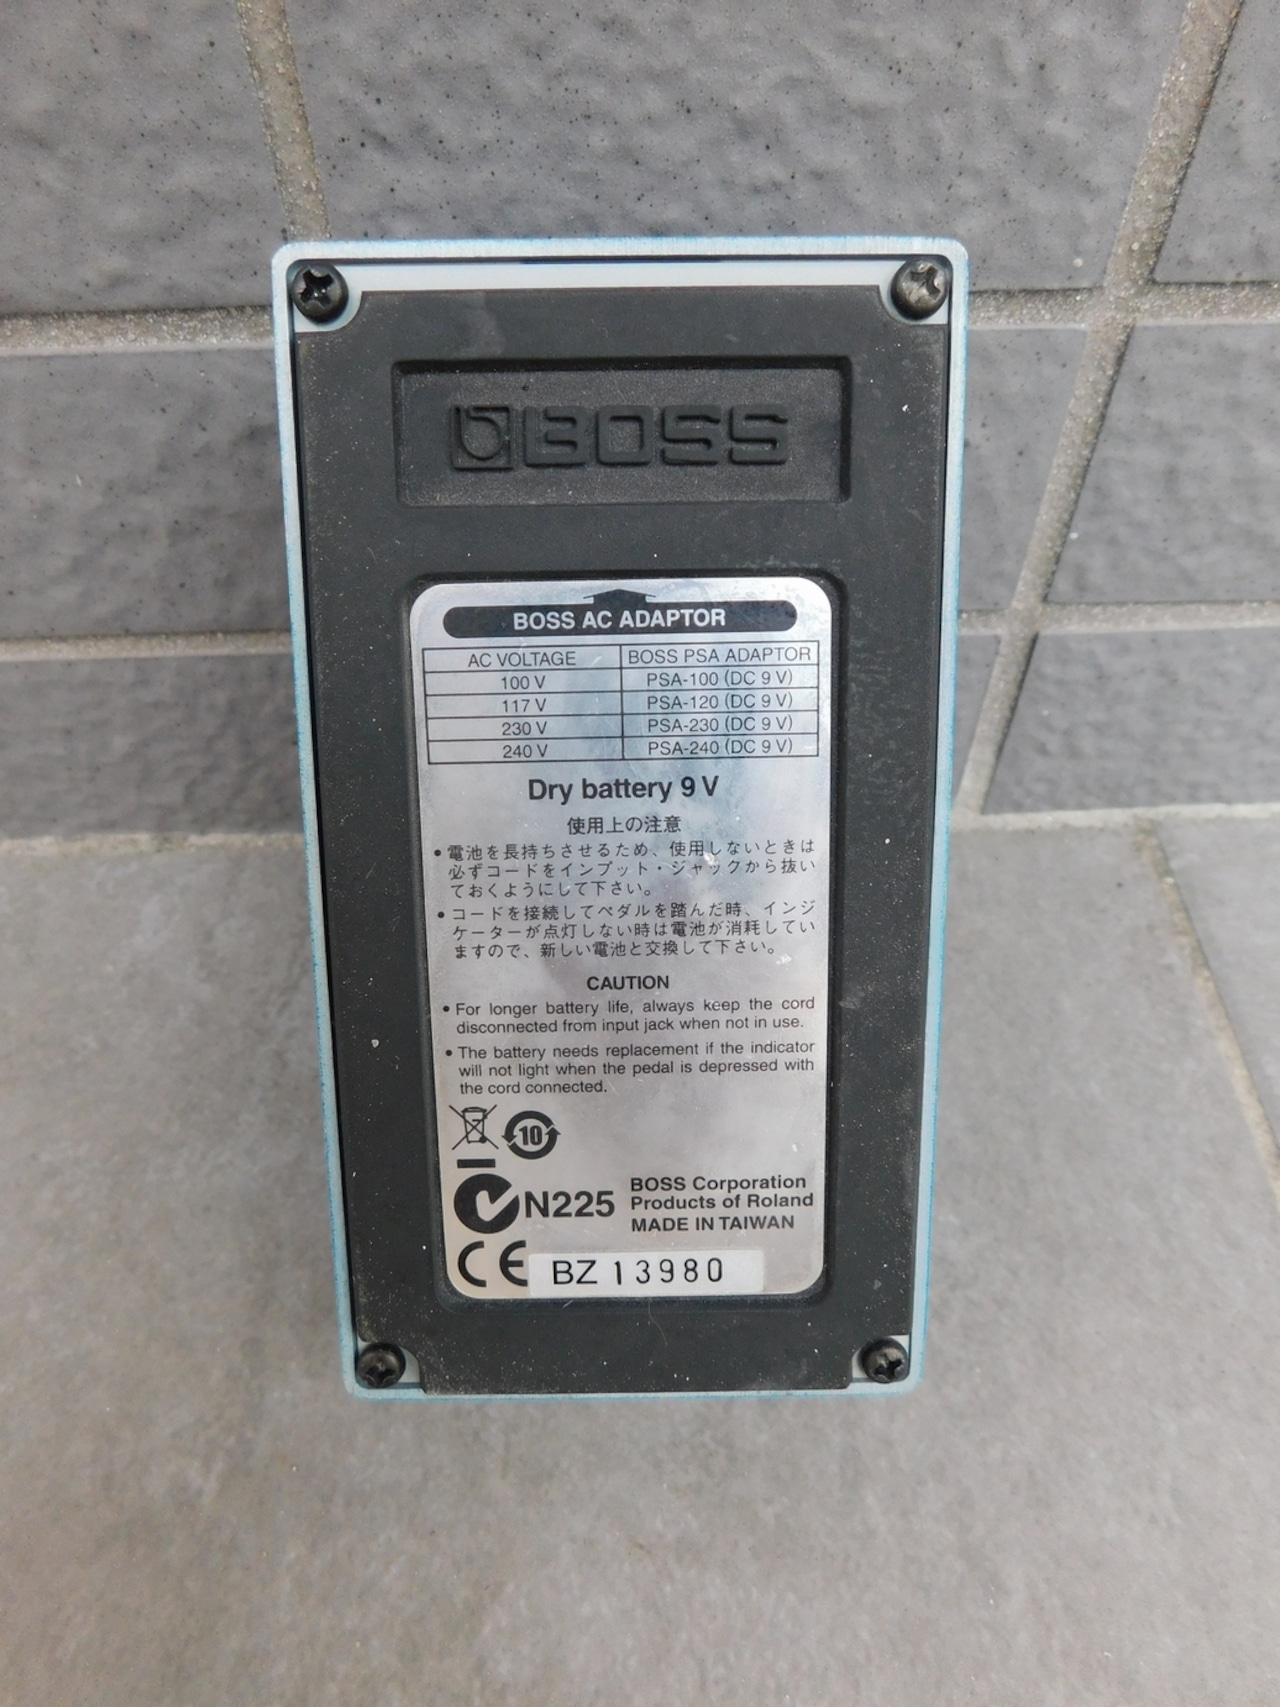 BOSS
BOSS AC ADAPTOR
AC VOLTAGE BOSS PSA ADAPTOR
100 V PSA-100 (DC 9 V)
117 V PSA-120 (DC 9 V)
230 V PSA-230 (DC 9 V)
240 V PSA-240 (DC 9 V)
Dry battery 9 V
使用上の注意
• 電池を長持ちさせるため、使用しないときは
必ずコードをインプット・ジャックから抜い
ておくようにして下さい。
• コードを接続してペダルを踏んだ時、インジ
ケーターが点灯しない時は電池が消耗してい
ますので、新しい電池と交換して下さい。
CAUTION
• For longer battery life, always keep the cord
disconnected from input jack when not in use.
• The battery needs replacement if the indicator
will not light when the pedal is depressed with
the cord connected.
10
N225
BOSS Corporation
Products of Roland
MADE IN TAIWAN
CE BZ 13980